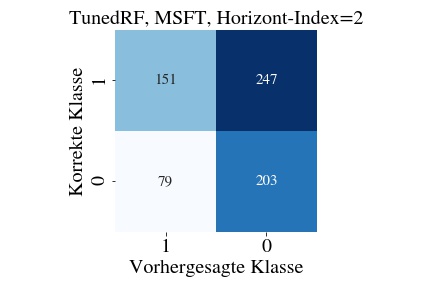 TunedRF, MSFT, Horizont-Index=2
Korrekte Klasse
1
151
247
0
79
203
1
0
Vorhergesagte Klasse